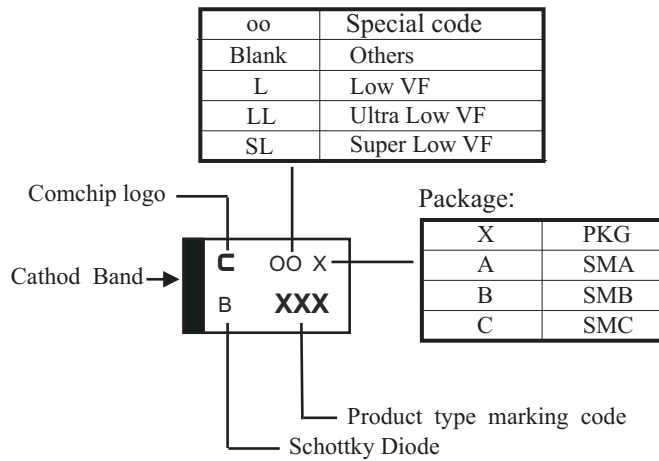 oo Special code
Blank Others
L Low VF
LL Ultra Low VF
SL Super Low VF
Comchip logo
Package:
X PKG
A SMA
B SMB
C SMC
Cathod Band
C OO X
B XXX
Product type marking code
Schottky Diode